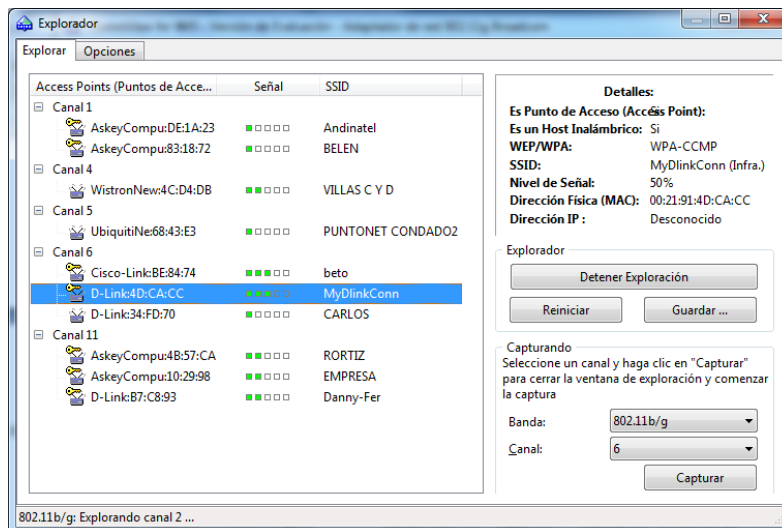 Explorador
Explorar Opciones
Access Points (Puntos de Acce... Señal SSID
Canal 1
AskeyCompu:DE:1A:23 Andinatel
AskeyCompu:83:18:72 BELEN
Canal 4
WistronNew:4C:D4:DB VILLAS C Y D
Canal 5
UbiquitiNe:68:43:E3 PUNTONET CONDADO2
Canal 6
Cisco-Link:BE:84:74 beto
D-Link:4D:CA:CC MyDlinkConn
D-Link:34:FD:70 CARLOS
Canal 11
AskeyCompu:4B:57:CA RORTIZ
AskeyCompu:10:29:98 EMPRESA
D-Link:B7:C8:93 Danny-Fer
Detalles:
Es Punto de Acceso (Access Point): Si
Es un Host Inalámbrico: Si
WEP/WPA: WPA-CCMP
SSID: MyDlinkConn (Infra.)
Nivel de Señal: 50%
Dirección Física (MAC): 00:21:91:4D:CA:CC
Dirección IP : Desconocido
Explorador
Detener Exploración
Reiniciar Guardar ...
Capturando
Seleccione un canal y haga clic en "Capturar"
para cerrar la ventana de exploración y comenzar
la captura
Banda: 802.11b/g
Canal: 6
Capturar
802.11b/g: Explorando canal 2 ...